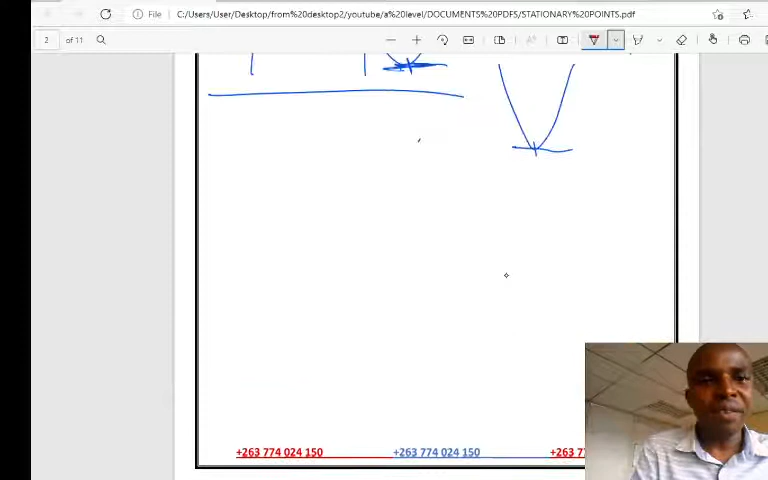 File C:/Users/User/Desktop/from%20desktop2/youtube/a%20level/DOCUMENTS%20PDFS/STATIONARY%20POINTS.pdf
2 of 11
+263 774 024 150 +263 774 024 150 +263 77